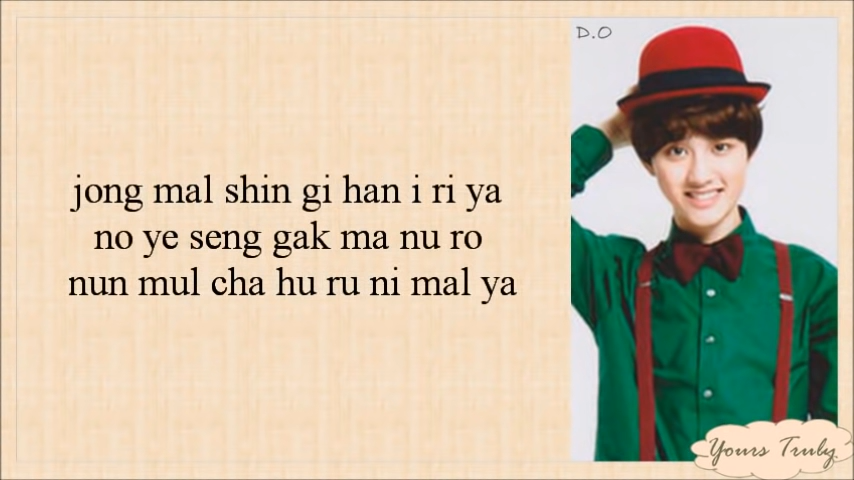 D.O
jong mal shin gi han i ri ya
no ye seng gak ma nu ro
nun mul cha hu ru ni mal ya
Yours Truly